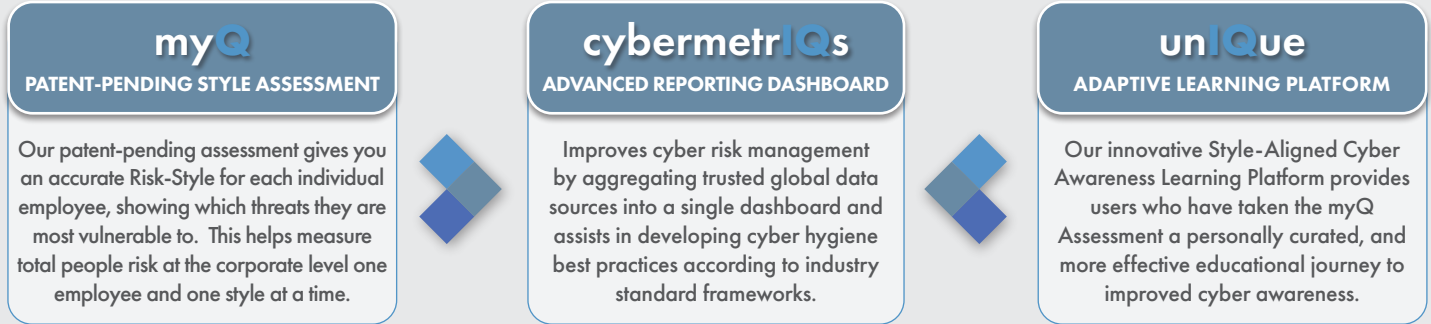 myQ
PATENT-PENDING STYLE ASSESSMENT
Our patent-pending assessment gives you
an accurate Risk-Style for each individual
employee, showing which threats they are
most vulnerable to.  This helps measure
total people risk at the corporate level one
employee and one style at a time.
cybermetrIQs
ADVANCED REPORTING DASHBOARD
Improves cyber risk management
by aggregating trusted global data
sources into a single dashboard and
assists in developing cyber hygiene
best practices according to industry
standard frameworks.
unIQue
ADAPTIVE LEARNING PLATFORM
Our innovative Style-Aligned Cyber
Awareness Learning Platform provides
users who have taken the myQ
Assessment a personally curated, and
more effective educational journey to
improved cyber awareness.